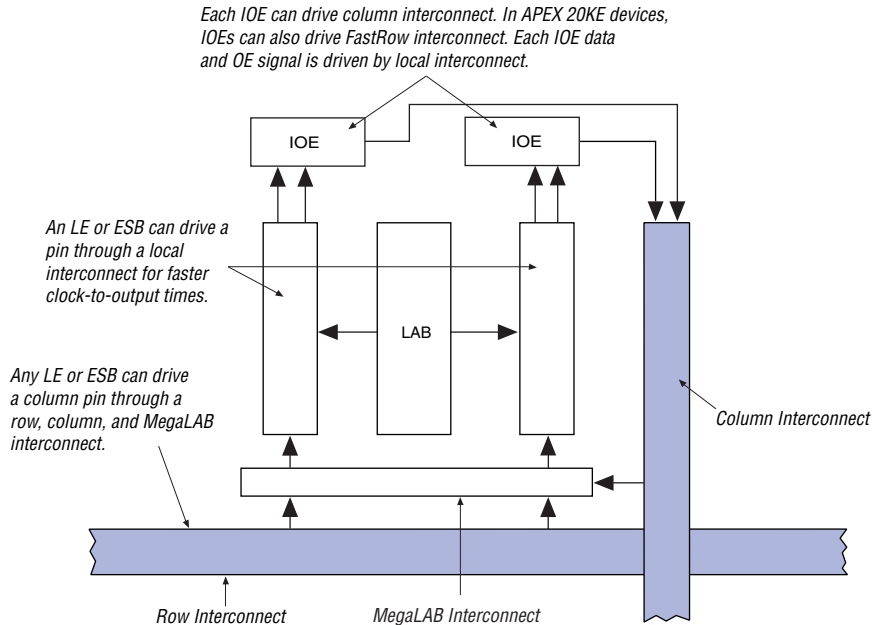 Each IOE can drive column interconnect. In APEX 20KE devices,
IOEs can also drive FastRow interconnect. Each IOE data
and OE signal is driven by local interconnect.
IOE
IOE
An LE or ESB can drive a
pin through a local
interconnect for faster
clock-to-output times.
LAB
Any LE or ESB can drive
a column pin through a
row, column, and MegaLAB
interconnect.
Column Interconnect
Row Interconnect
MegaLAB Interconnect